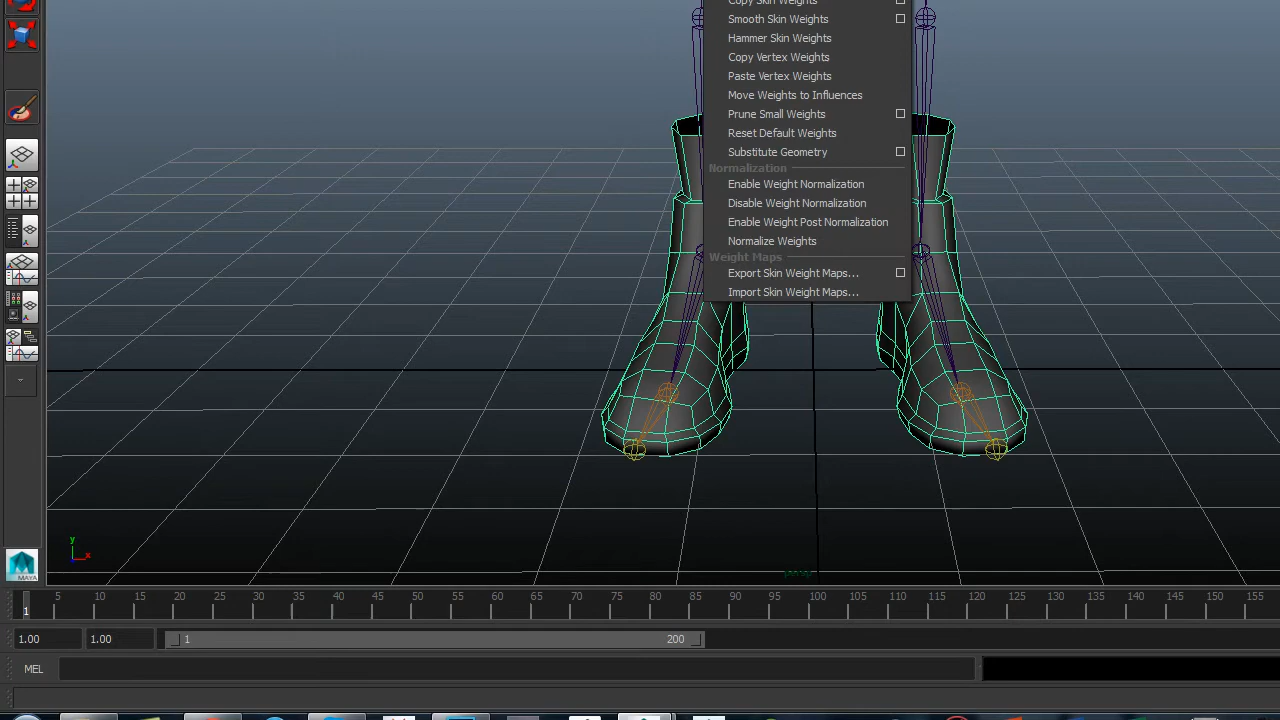 Copy Skin Weights
Smooth Skin Weights
Hammer Skin Weights
Copy Vertex Weights
Paste Vertex Weights
Move Weights to Influences
Prune Small Weights
Reset Default Weights
Substitute Geometry
Normalization
Enable Weight Normalization
Disable Weight Normalization
Enable Weight Post Normalization
Normalize Weights
Weight Maps
Export Skin Weight Maps...
Import Skin Weight Maps...
y
x
persp
MAYA
5 10 15 20 25 30 35 40 45 50 55 60 65 70 75 80 85 90 95 100 105 110 115 120 125 130 135 140 145 150 155
1
1.00 1.00 1 200
MEL